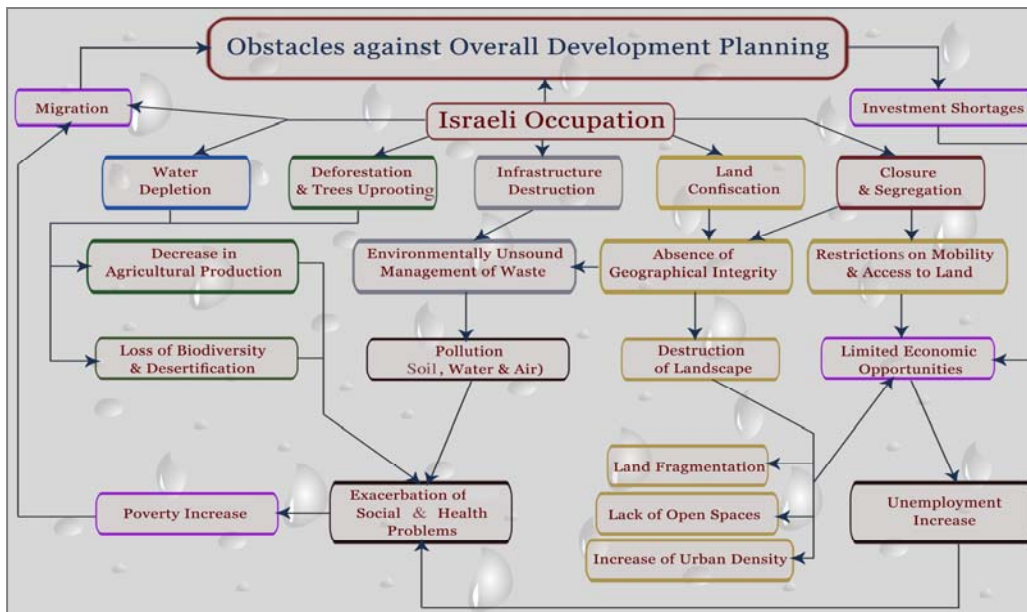 Obstacles against Overall Development Planning
Migration
Investment Shortages
Israeli Occupation
Water
Depletion
Deforestation
& Trees Uprooting
Infrastructure
Destruction
Land
Confiscation
Closure
& Segregation
Decrease in
Agricultural Production
Environmentally Unsound
Management of Waste
Absence of
Geographical Integrity
Restrictions on Mobility
& Access to Land
Loss of Biodiversity
& Desertification
Pollution
Soil, Water & Air)
Destruction
of Landscape
Limited Economic
Opportunities
Land Fragmentation
Poverty Increase
Exacerbation of
Social & Health
Problems
Lack of Open Spaces
Unemployment
Increase
Increase of Urban Density